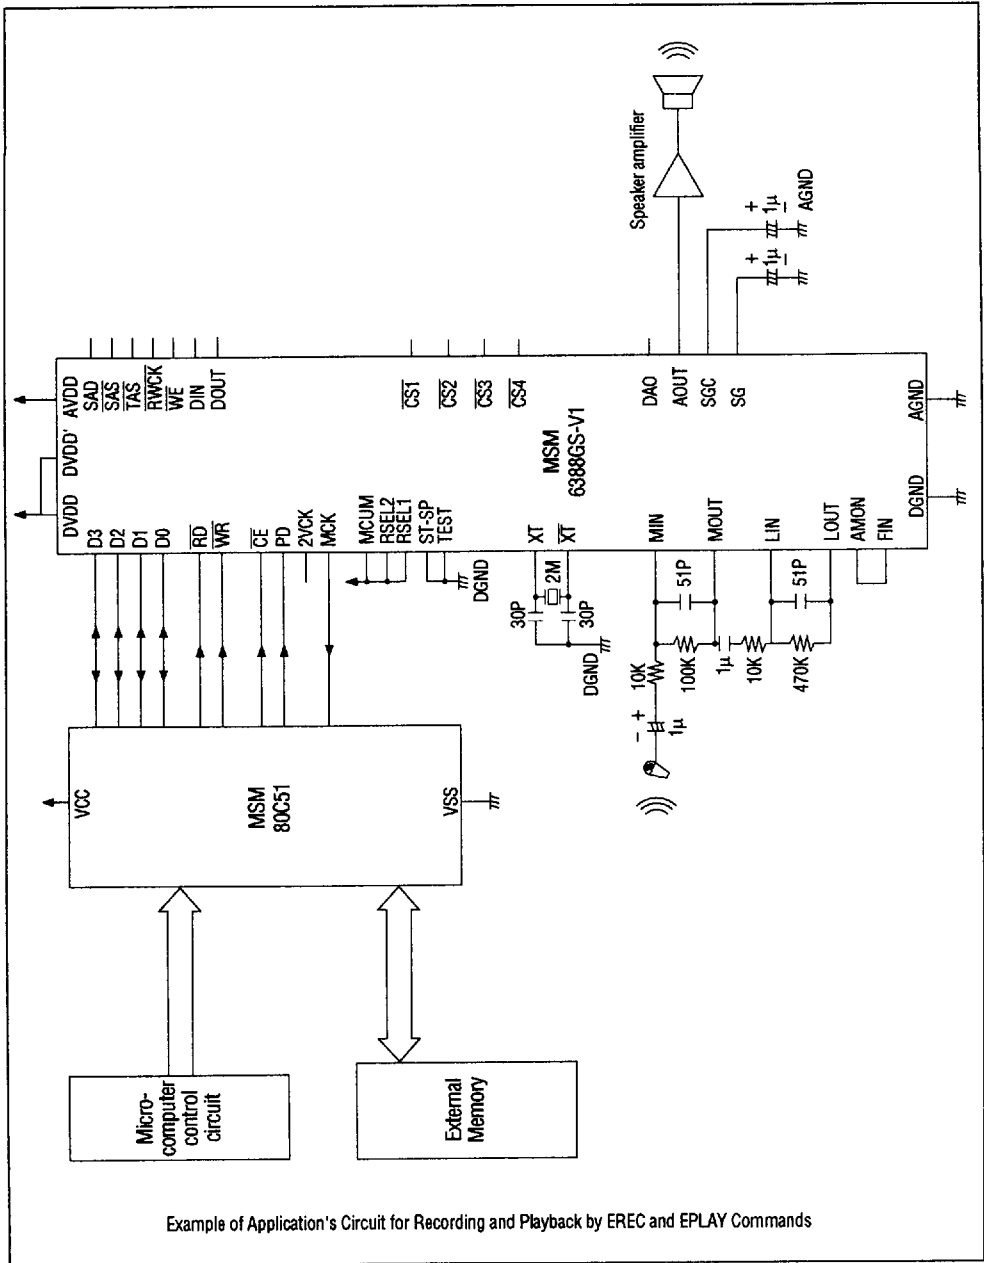 Micro-
computer
control
circuit
External
Memory
VCC
MSM
80C51
VSS
DVDD
DVDD'
AVDD
D3
D2
D1
D0
RD
WR
CE
PD
2VCK
MCK
MCUM
RSEL2
RSEL1
ST-SP
TEST
DGND
XT
XT
30P
2M
30P
DGND
MIN
10K
- +
1μ
51P
100K
MOUT
1μ
10K
LIN
51P
470K
LOUT
AMON
FIN
DGND
AGND
MSM
6388GS-V1
SAD
SAS
TAS
RWCK
WE
DIN
DOUT
CS1
CS2
CS3
CS4
DAO
AOUT
SGC
SG
Speaker amplifier
+
1μ
-
+
1μ
-
AGND
Example of Application's Circuit for Recording and Playback by EREC and EPLAY Commands